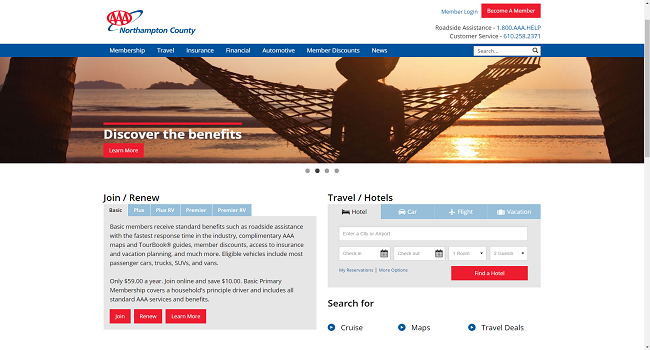 AAA
Northampton County
Member Login
Become A Member
Roadside Assistance - 1.800.AAA.HELP
Customer Service - 610.258.2371
Membership Travel Insurance Financial Automotive Member Discounts News
Search...
Discover the benefits
Learn More
Join / Renew
Basic Plus Plus RV Premier Premier RV
Basic members receive standard benefits such as roadside assistance
with the fastest response time in the industry, complimentary AAA
maps and TourBook® guides, member discounts, access to insurance
and vacation planning, and much more. Eligible vehicles include most
passenger cars, trucks, SUVs, and vans.
Only $59.00 a year. Join online and save $10.00. Basic Primary
Membership covers a household's principle driver and includes all
standard AAA services and benefits.
Join Renew Learn More
Travel / Hotels
Hotel Car Flight Vacation
Enter a City or Airport
Check in Check out 1 Room 2 Guests
My Reservations | More Options
Find a Hotel
Search for
Cruise Maps Travel Deals